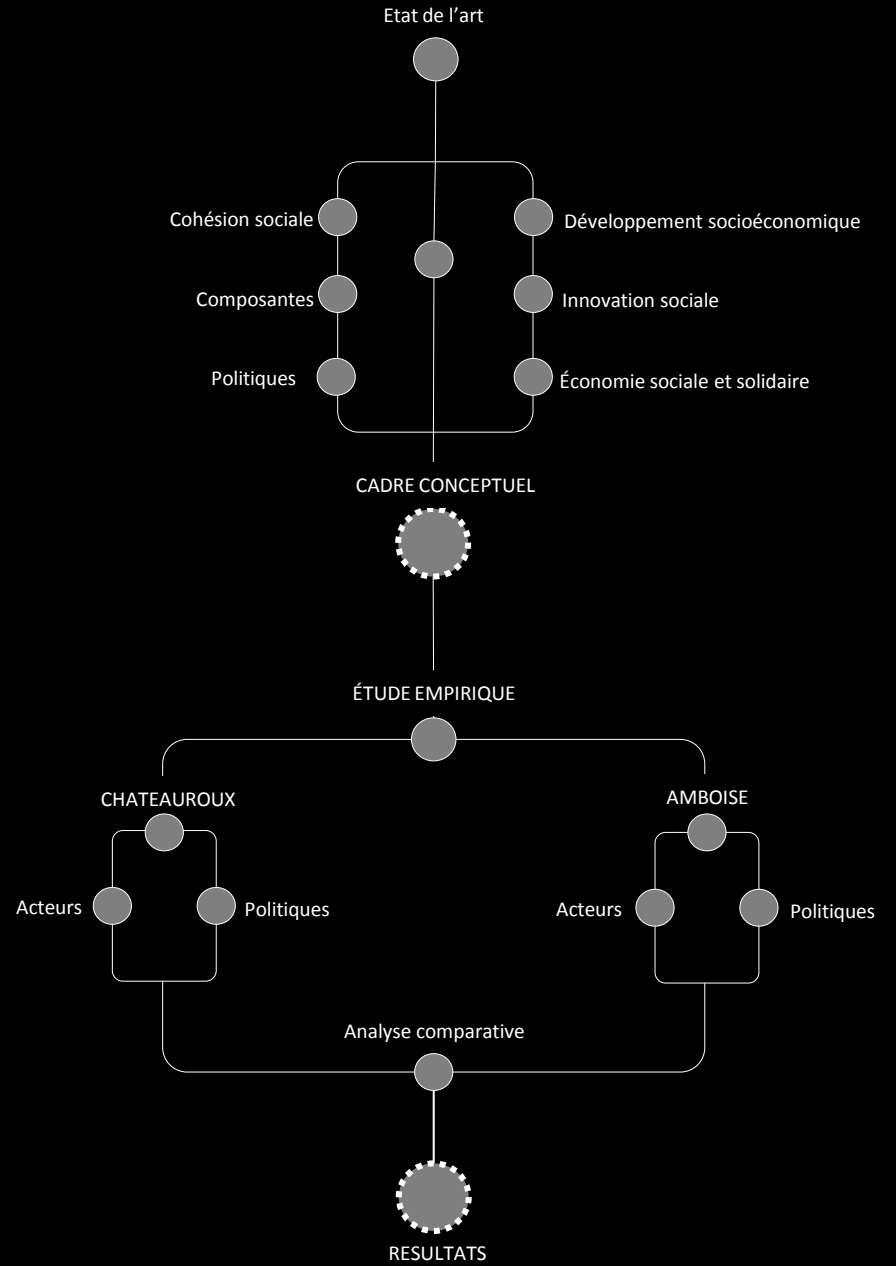 Etat de l’art
Cohésion sociale
Développement socioéconomique
Composantes
Innovation sociale
Politiques
Économie sociale et solidaire
CADRE CONCEPTUEL
ÉTUDE EMPIRIQUE
CHATEAUROUX
AMBOISE
Acteurs
Politiques
Acteurs
Politiques
Analyse comparative
RESULTATS